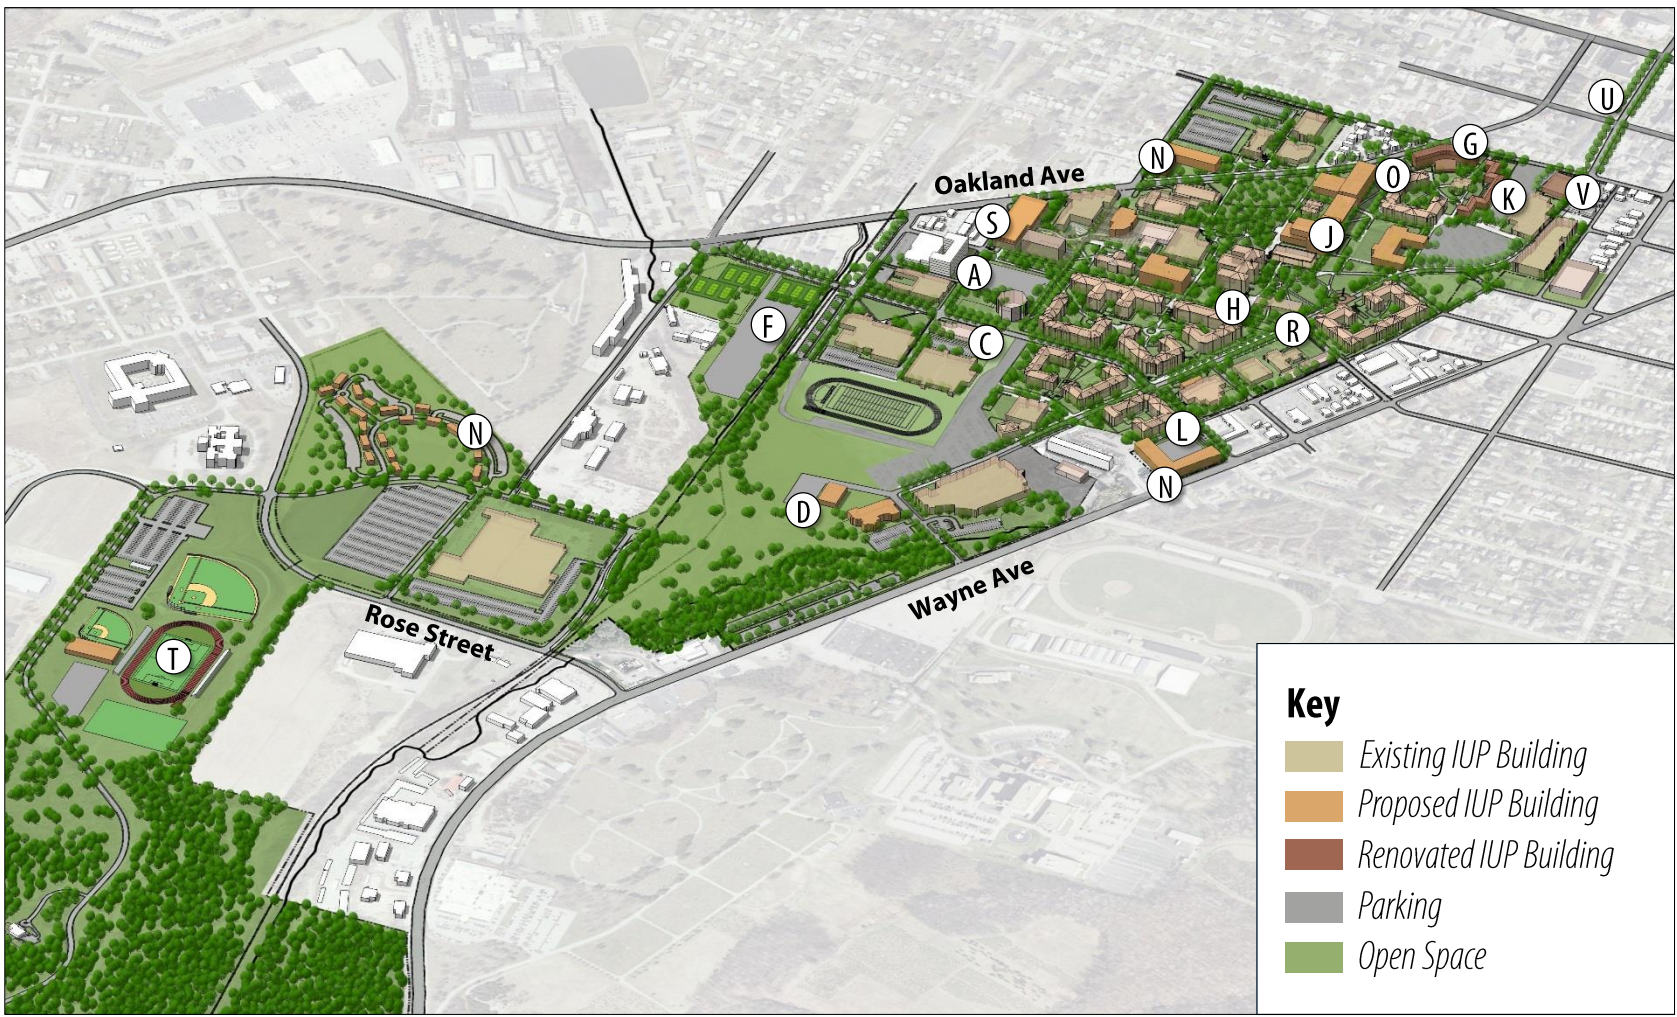 U
G
N
O
Oakland Ave
V
K
S
J
A
H
F
R
C
N
L
N
D
Wayne Ave
Rose Street
T
Key
Existing IUP Building
Proposed IUP Building
Renovated IUP Building
Parking
Open Space